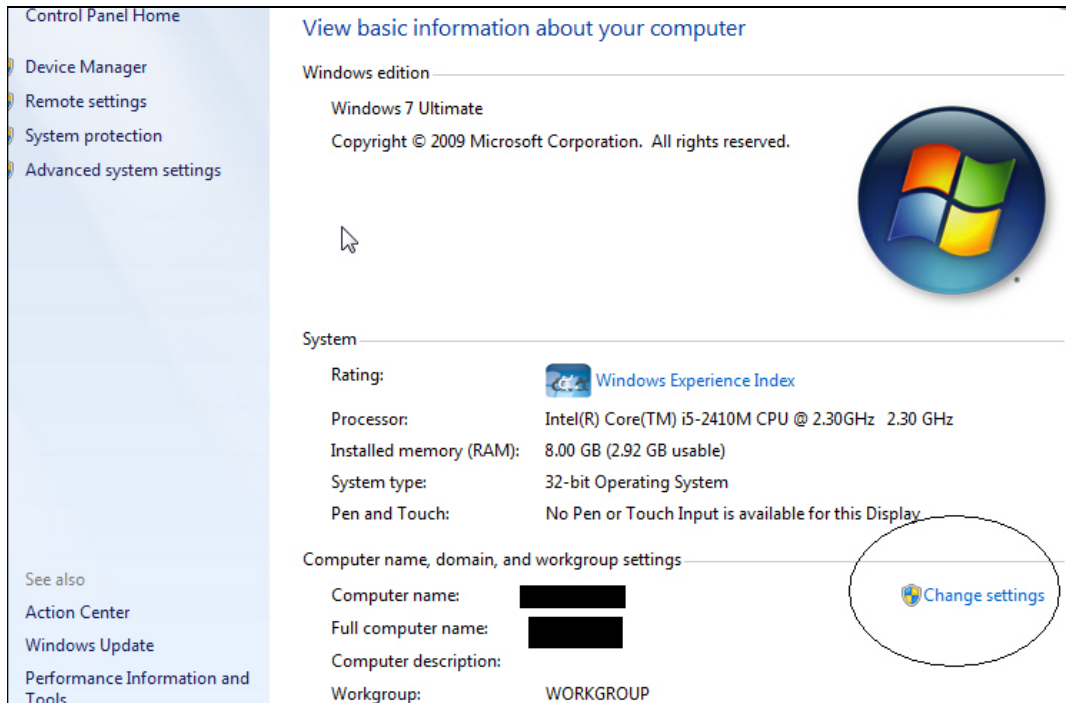 Control Panel Home
Device Manager
Remote settings
System protection
Advanced system settings
See also
Action Center
Windows Update
Performance Information and
Tools
View basic information about your computer
Windows edition
Windows 7 Ultimate
Copyright © 2009 Microsoft Corporation. All rights reserved.
System
Rating: Windows Experience Index
Processor: Intel(R) Core(TM) i5-2410M CPU @ 2.30GHz 2.30 GHz
Installed memory (RAM): 8.00 GB (2.92 GB usable)
System type: 32-bit Operating System
Pen and Touch: No Pen or Touch Input is available for this Display
Computer name, domain, and workgroup settings
Computer name: Change settings
Full computer name:
Computer description:
Workgroup: WORKGROUP